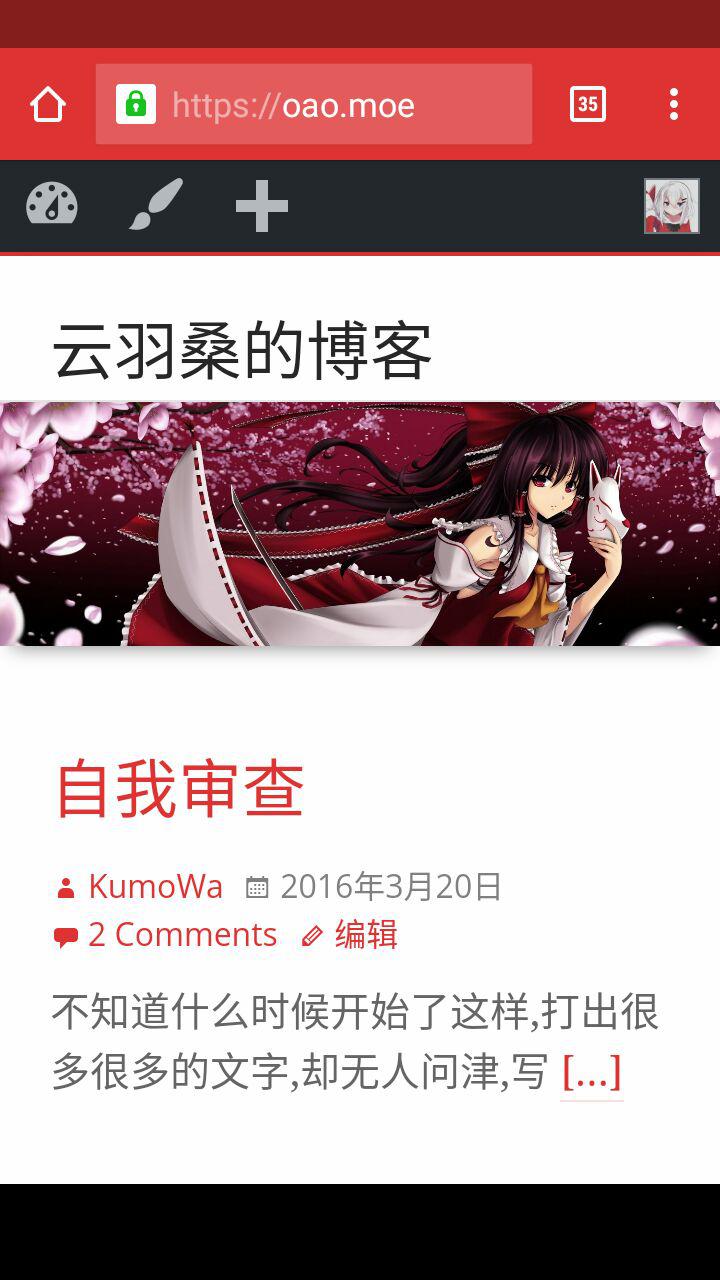 https://oao.moe
35
云羽桑的博客
自我审查
KumoWa 2016年3月20日
2 Comments 编辑
不知道什么时候开始了这样,打出很
多很多的文字,却无人问津,写 [...]